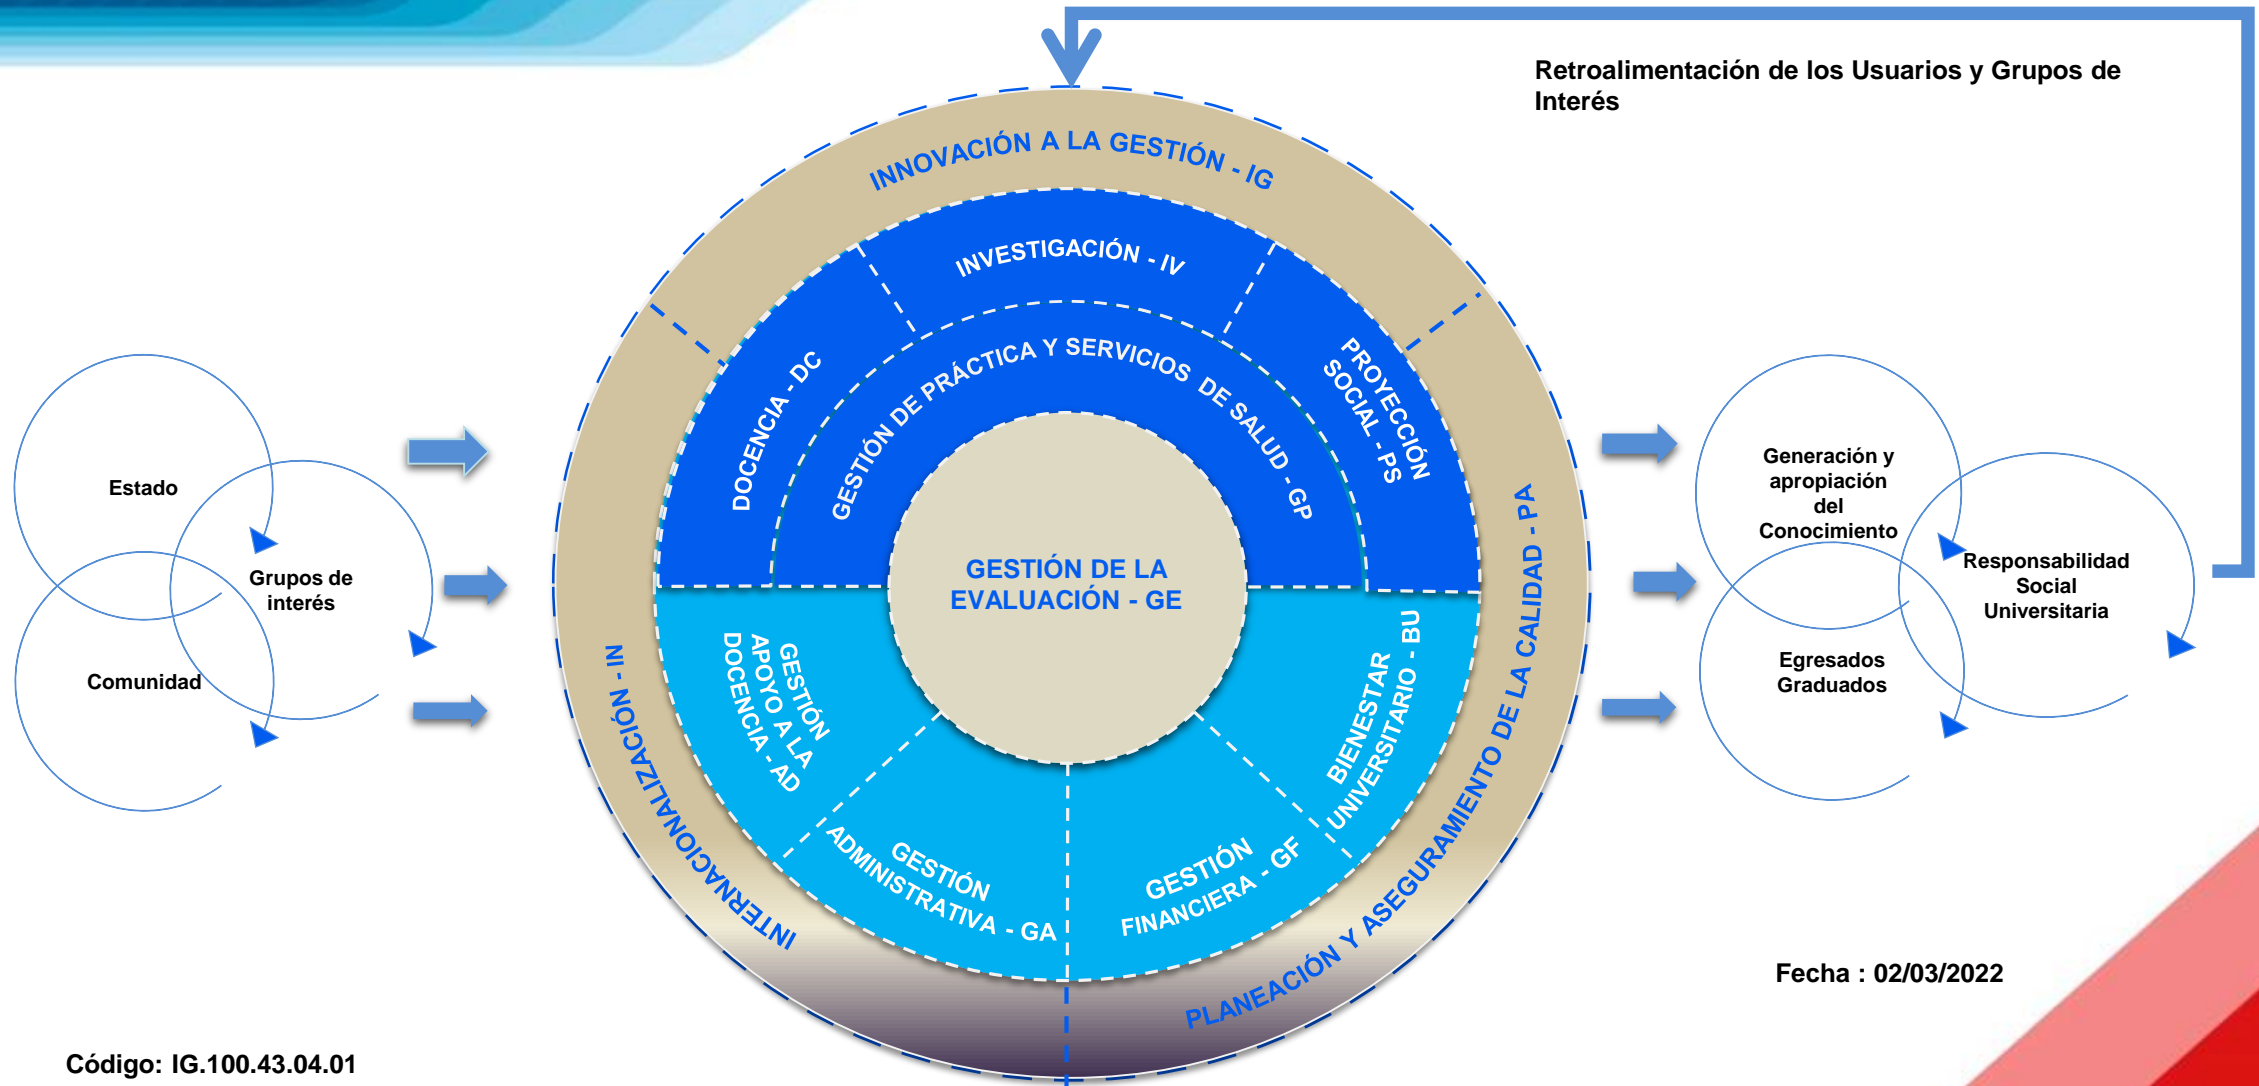 Retroalimentación de los Usuarios y Grupos de
Interés
INNOVACIÓN A LA GESTIÓN - IG
INVESTIGACIÓN - IV
DOCENCIA - DC
PROYECCIÓN
SOCIAL - PS
GESTIÓN DE PRÁCTICA Y SERVICIOS DE SALUD - GP
GESTIÓN DE LA
EVALUACIÓN - GE
Estado
Grupos de
interés
Comunidad
INTERNACIONALIZACIÓN - IN
PLANEACIÓN Y ASEGURAMIENTO DE LA CALIDAD - PA
GESTIÓN
APOYO A LA
DOCENCIA - AD
GESTIÓN
ADMINISTRATIVA - GA
GESTIÓN
FINANCIERA - GF
BIENESTAR
UNIVERSITARIO - BU
Generación y
apropiación
del
Conocimiento
Responsabilidad
Social
Universitaria
Egresados
Graduados
Fecha : 02/03/2022
Código: IG.100.43.04.01